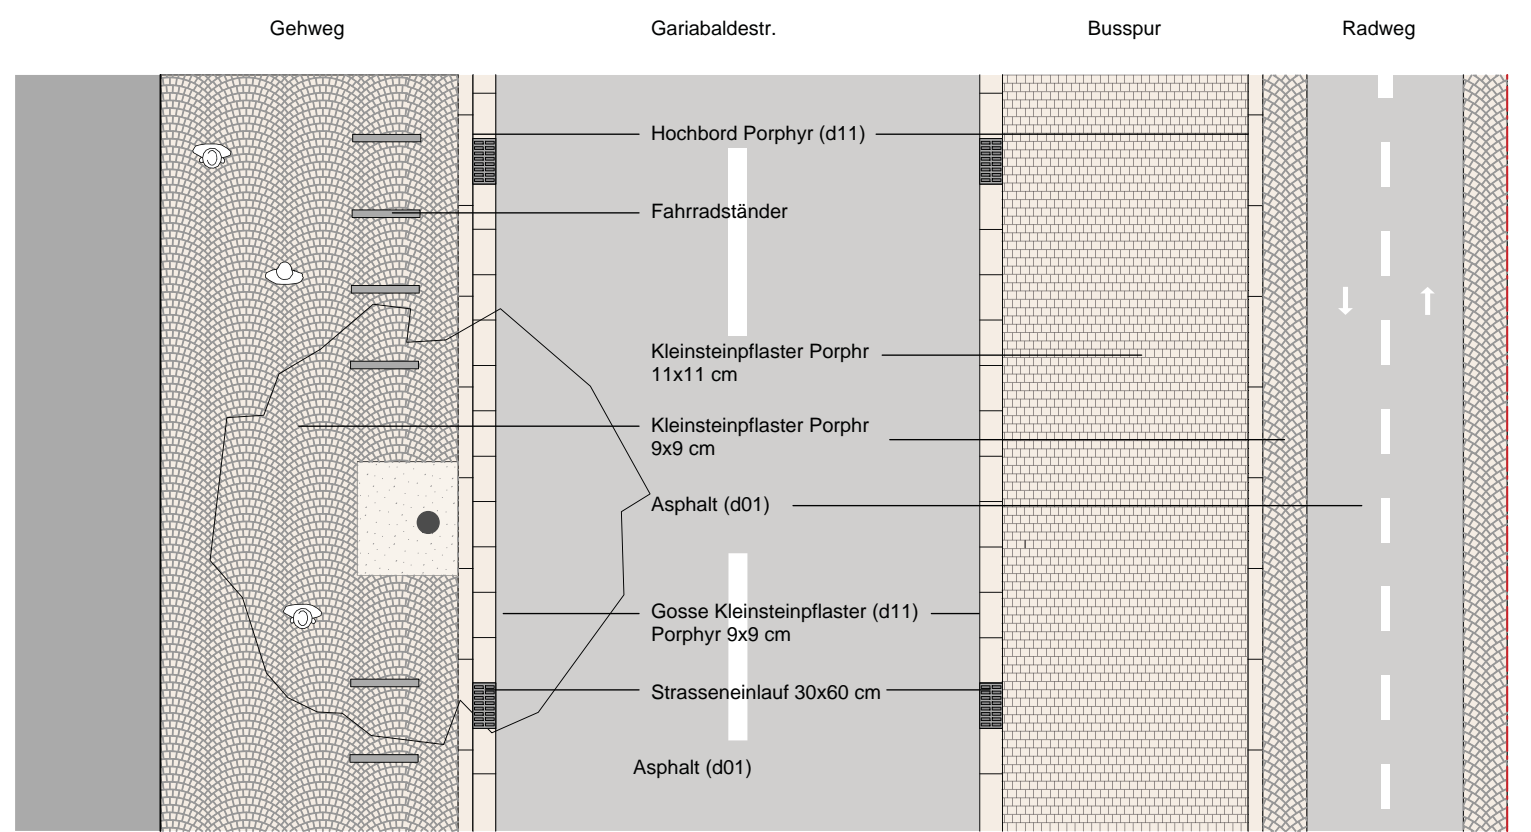 Gehweg
Gariabaldestr.
Busspur
Radweg
Hochbord Porphyr (d11)
Fahrradständer
Kleinsteinpflaster Porphr
11x11 cm
Kleinsteinpflaster Porphr
9x9 cm
Asphalt (d01)
Gosse Kleinsteinpflaster (d11)
Porphyr 9x9 cm
Strasseneinlauf 30x60 cm
Asphalt (d01)